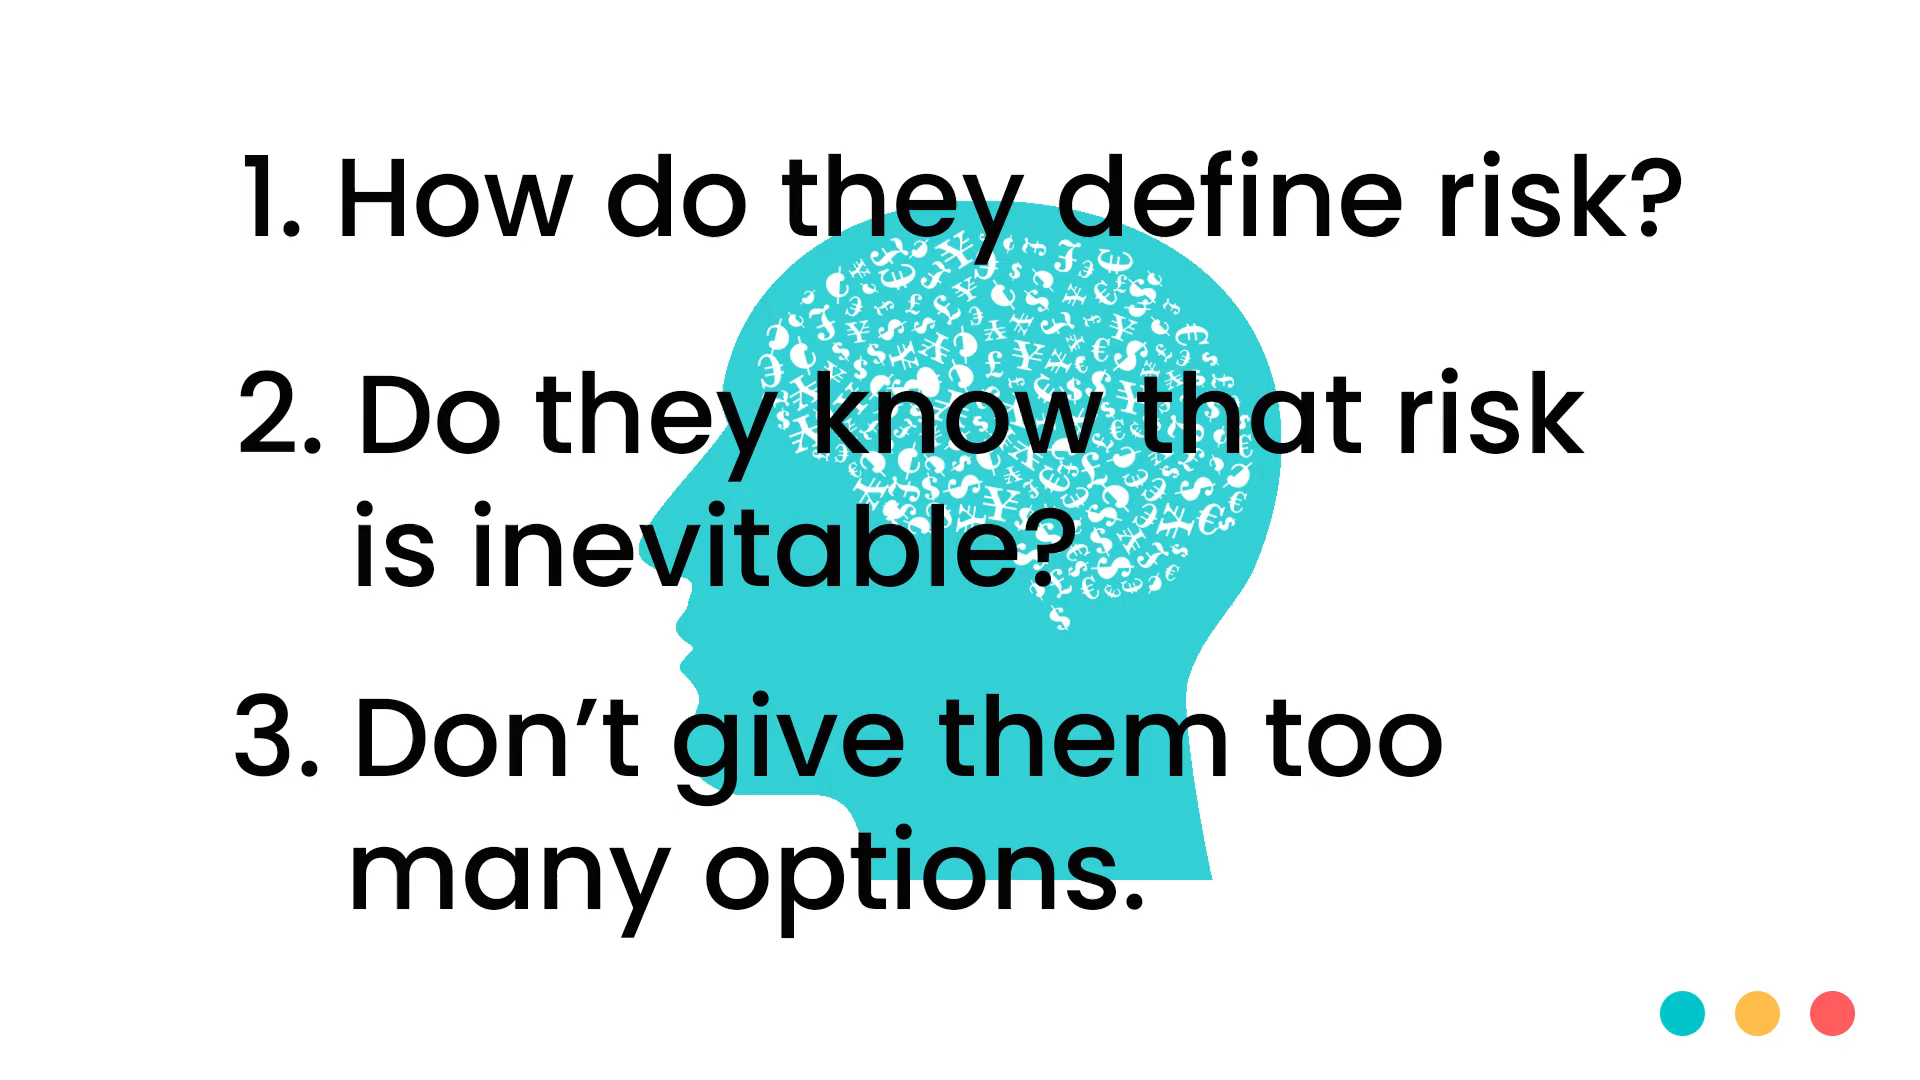 1. How do they define risk?
2. Do they know that risk
is inevitable?
3. Don’t give them too
many options.